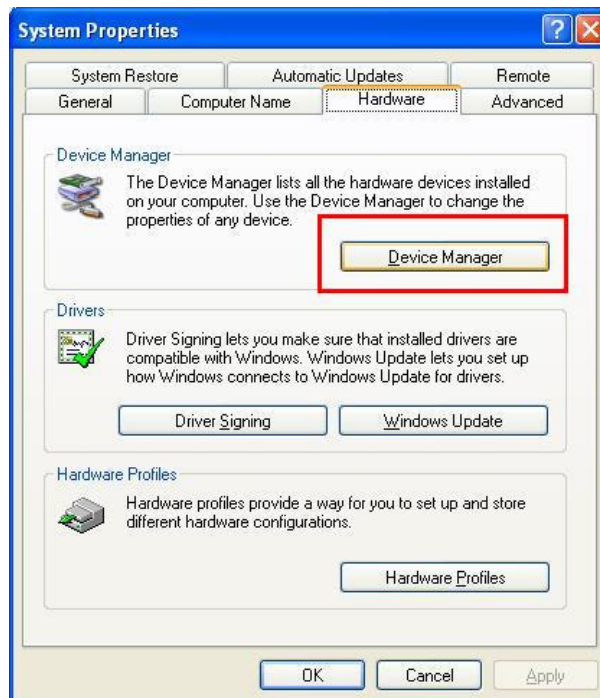 System Properties
System Restore Automatic Updates Remote
General Computer Name Hardware Advanced
Device Manager
The Device Manager lists all the hardware devices installed
on your computer. Use the Device Manager to change the
properties of any device.
Device Manager
Drivers
Driver Signing lets you make sure that installed drivers are
compatible with Windows. Windows Update lets you set up
how Windows connects to Windows Update for drivers.
Driver Signing Windows Update
Hardware Profiles
Hardware profiles provide a way for you to set up and store
different hardware configurations.
Hardware Profiles
OK Cancel Apply